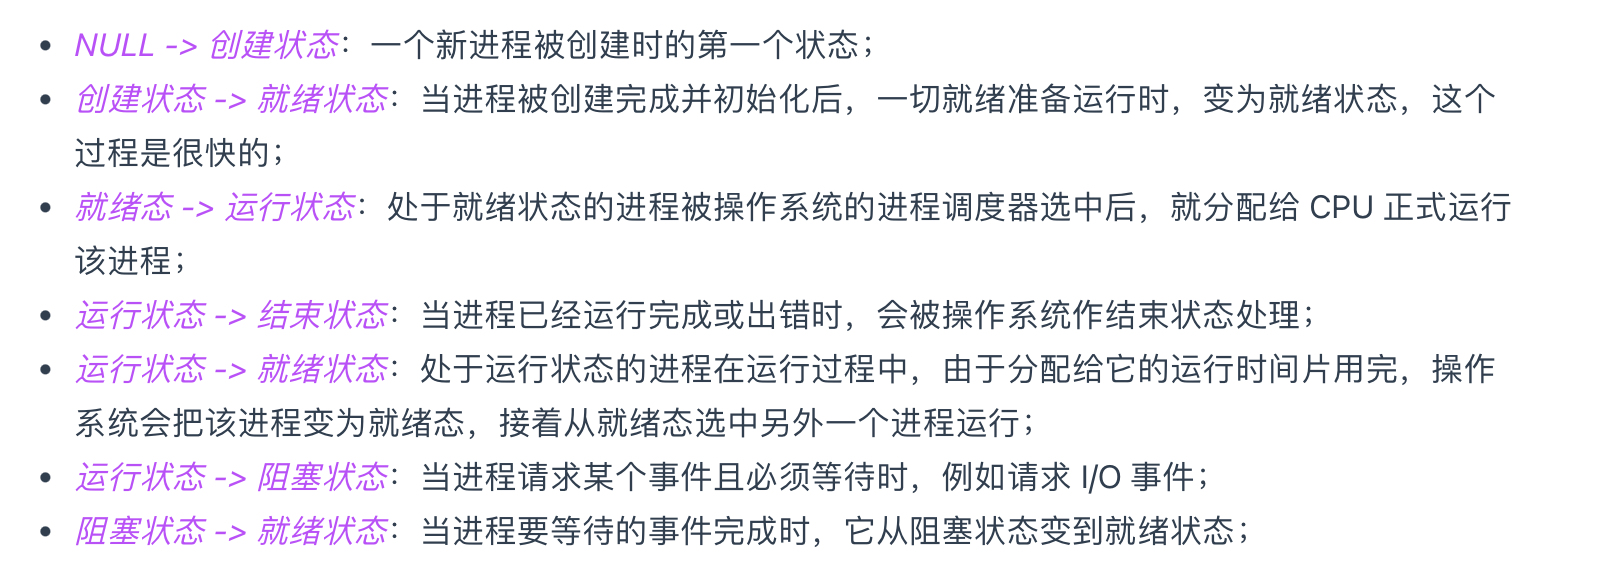 • NULL -> 创建状态：一个新进程被创建时的第一个状态；
• 创建状态 -> 就绪状态：当进程被创建完成并初始化后，一切就绪准备运行时，变为就绪状态，这个
过程是很快的；
• 就绪态 -> 运行状态：处于就绪状态的进程被操作系统的进程调度器选中后，就分配给 CPU 正式运行
该进程；
• 运行状态 -> 结束状态：当进程已经运行完成或出错时，会被操作系统作结束状态处理；
• 运行状态 -> 就绪状态：处于运行状态的进程在运行过程中，由于分配给它的运行时间片用完，操作
系统会把该进程变为就绪态，接着从就绪态选中另外一个进程运行；
• 运行状态 -> 阻塞状态：当进程请求某个事件且必须等待时，例如请求 I/O 事件；
• 阻塞状态 -> 就绪状态：当进程要等待的事件完成时，它从阻塞状态变到就绪状态；